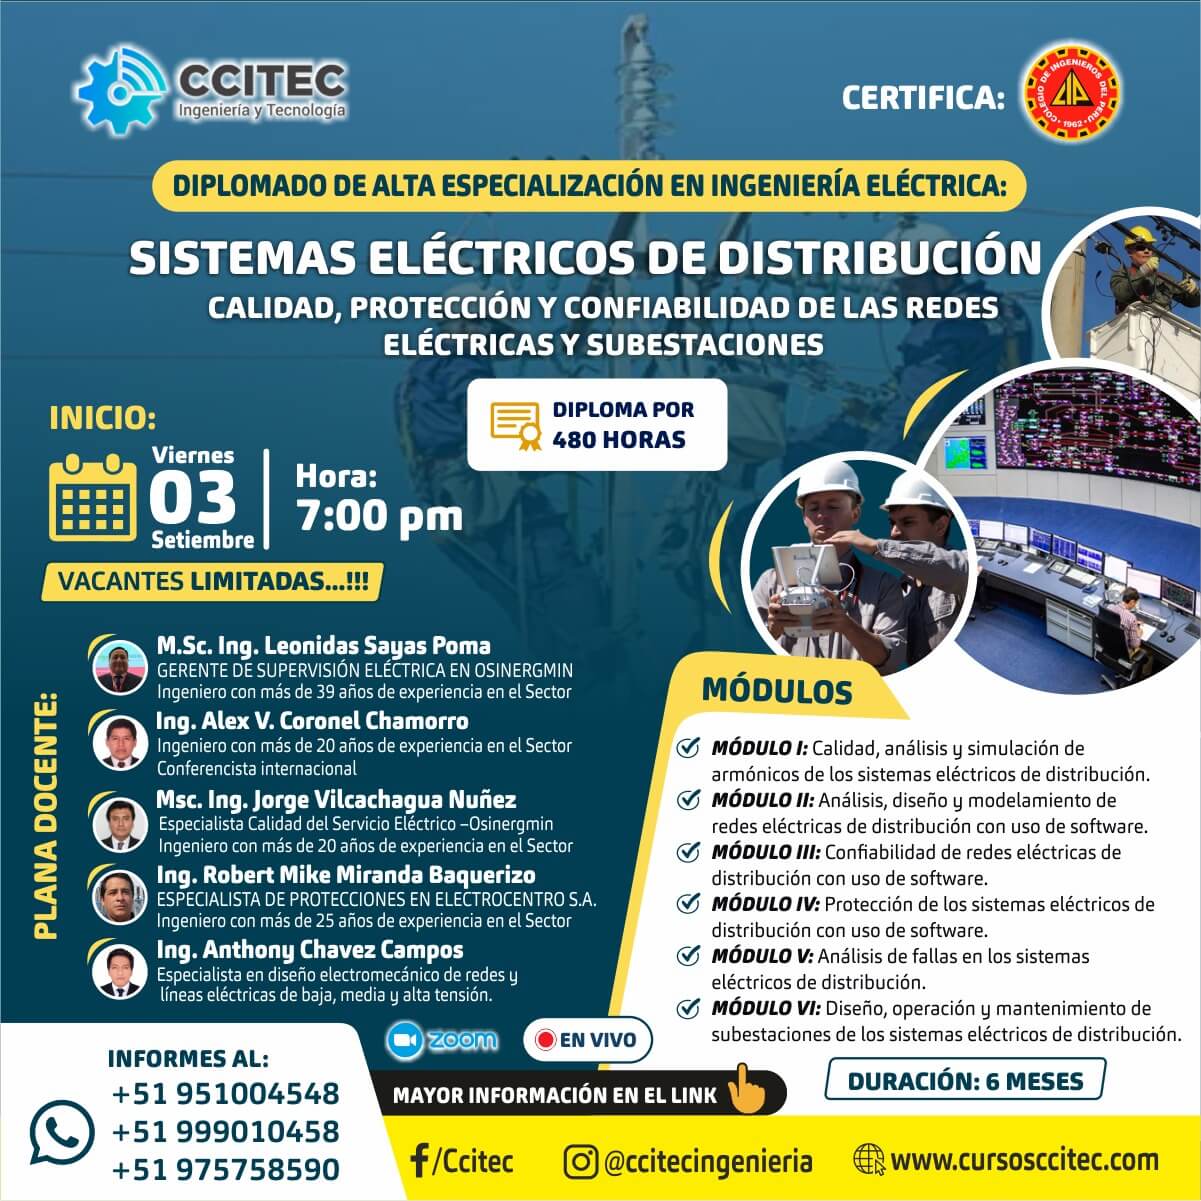 CCITEC
Ingeniería y Tecnología
CERTIFICA:
COLEGIO DE INGENIEROS DEL PERU
CIP
• 1962 •
DIPLOMADO DE ALTA ESPECIALIZACIÓN EN INGENIERÍA ELÉCTRICA:
SISTEMAS ELÉCTRICOS DE DISTRIBUCIÓN
CALIDAD, PROTECCIÓN Y CONFIABILIDAD DE LAS REDES
ELÉCTRICAS Y SUBESTACIONES
DIPLOMA POR
480 HORAS
INICIO:
Viernes
03
Setiembre
Hora:
7:00 pm
VACANTES LIMITADAS...!!!
PLANA DOCENTE:
M.Sc. Ing. Leonidas Sayas Poma
GERENTE DE SUPERVISIÓN ELÉCTRICA EN OSINERGMIN
Ingeniero con más de 39 años de experiencia en el Sector
Ing. Alex V. Coronel Chamorro
Ingeniero con más de 20 años de experiencia en el Sector
Conferencista internacional
Msc. Ing. Jorge Vilcachagua Nuñez
Especialista Calidad del Servicio Eléctrico –Osinergmin
Ingeniero con más de 20 años de experiencia en el Sector
Ing. Robert Mike Miranda Baquerizo
ESPECIALISTA DE PROTECCIONES EN ELECTROCENTRO S.A.
Ingeniero con más de 25 años de experiencia en el Sector
Ing. Anthony Chavez Campos
Especialista en diseño electromecánico de redes y
líneas eléctricas de baja, media y alta tensión.
MÓDULOS
MÓDULO I: Calidad, análisis y simulación de
armónicos de los sistemas eléctricos de distribución.
MÓDULO II: Análisis, diseño y modelamiento de
redes eléctricas de distribución con uso de software.
MÓDULO III: Confiabilidad de redes eléctricas de
distribución con uso de software.
MÓDULO IV: Protección de los sistemas eléctricos de
distribución con uso de software.
MÓDULO V: Análisis de fallas en los sistemas
eléctricos de distribución.
MÓDULO VI: Diseño, operación y mantenimiento de
subestaciones de los sistemas eléctricos de distribución.
DURACIÓN: 6 MESES
zoom
EN VIVO
MAYOR INFORMACIÓN EN EL LINK
INFORMES AL:
+51 951004548
+51 999010458
+51 975758590
/Ccitec
@ccitecingenieria
www.cursosccitec.com